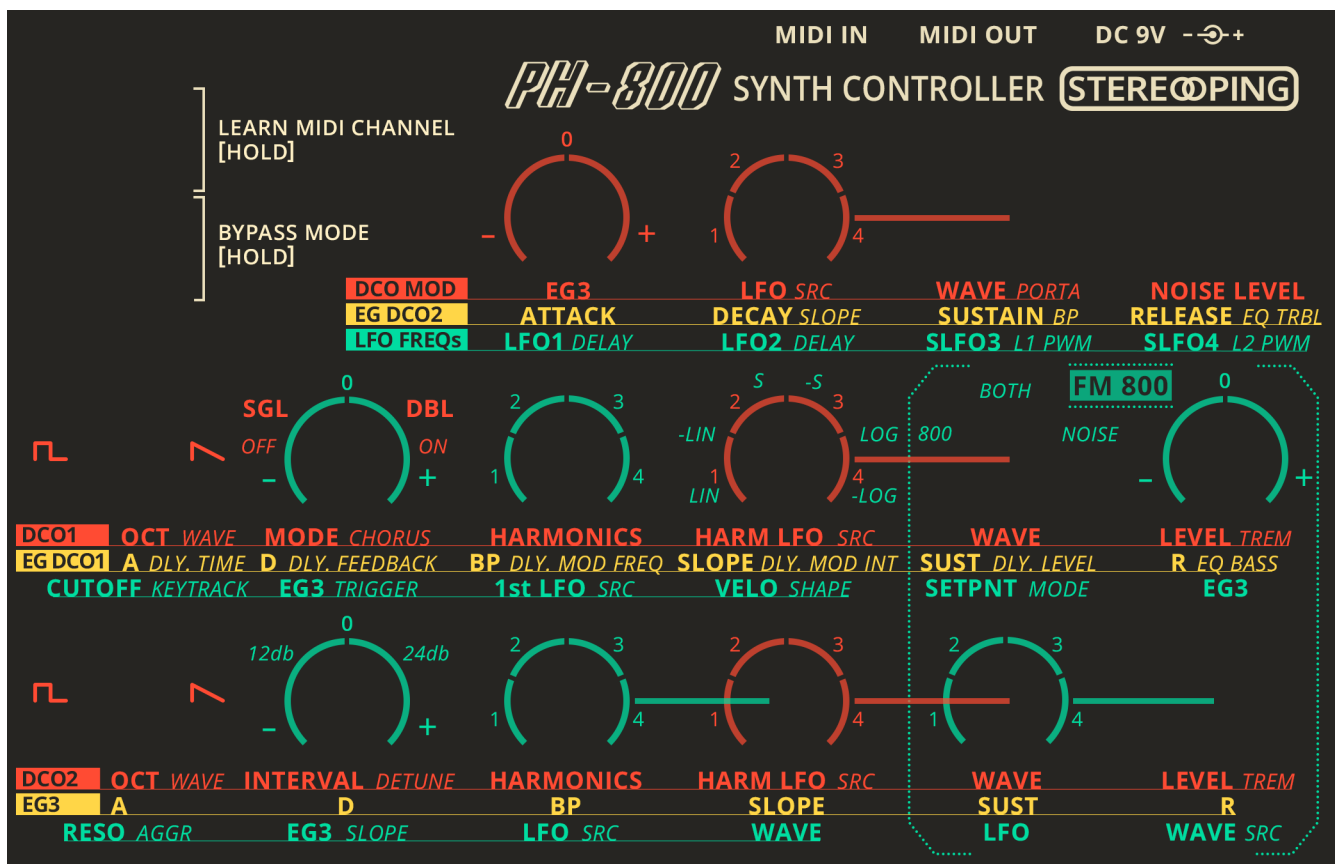 MIDI IN MIDI OUT DC 9V - +
PH-800 SYNTH CONTROLLER STEREOPING
LEARN MIDI CHANNEL
[HOLD]
0
2 3
BYPASS MODE
[HOLD]
- + 1 4
DCO MOD EG3 LFO SRC WAVE PORTA NOISE LEVEL
EG DCO2 ATTACK DECAY SLOPE SUSTAIN BP RELEASE EQ TRBL
LFO FREQs LFO1 DELAY LFO2 DELAY SLFO3 L1 PWM SLFO4 L2 PWM
0 S -S BOTH FM 800 0
SGL DBL 2 3 2 3
OFF ON -LIN LOG 800 NOISE
- + 1 4 1 4 - +
LIN -LOG
DCO1 OCT WAVE MODE CHORUS HARMONICS HARM LFO SRC WAVE LEVEL TREM
EG DCO1 A DLY. TIME D DLY. FEEDBACK BP DLY. MOD FREQ SLOPE DLY. MOD INT SUST DLY. LEVEL R EQ BASS
CUTOFF KEYTRACK EG3 TRIGGER 1st LFO SRC VELO SHAPE SETPNT MODE EG3
0
12db 24db 2 3 2 3 2 3
- + 1 4 1 4 1 4
DCO2 OCT WAVE INTERVAL DETUNE HARMONICS HARM LFO SRC WAVE LEVEL TREM
EG3 A D BP SLOPE SUST R
RESO AGGR EG3 SLOPE LFO SRC WAVE LFO WAVE SRC